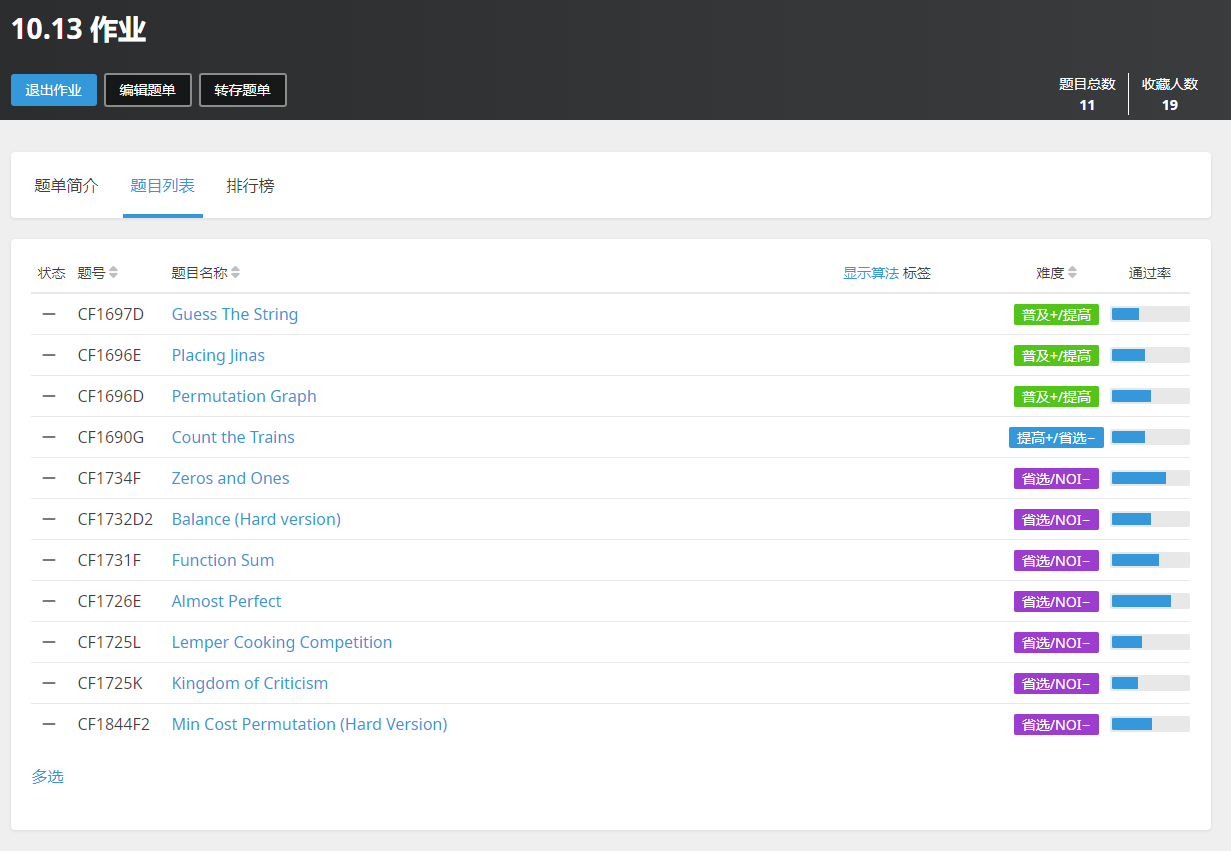 10.13 作业
退出作业 编辑题单 转存题单
题目总数 收藏人数
11 19
题单简介 题目列表 排行榜
状态 题号 题目名称 显示算法 标签 难度 通过率
— CF1697D Guess The String 普及+/提高
— CF1696E Placing Jinas 普及+/提高
— CF1696D Permutation Graph 普及+/提高
— CF1690G Count the Trains 提高+/省选−
— CF1734F Zeros and Ones 省选/NOI−
— CF1732D2 Balance (Hard version) 省选/NOI−
— CF1731F Function Sum 省选/NOI−
— CF1726E Almost Perfect 省选/NOI−
— CF1725L Lemper Cooking Competition 省选/NOI−
— CF1725K Kingdom of Criticism 省选/NOI−
— CF1844F2 Min Cost Permutation (Hard Version) 省选/NOI−
多选